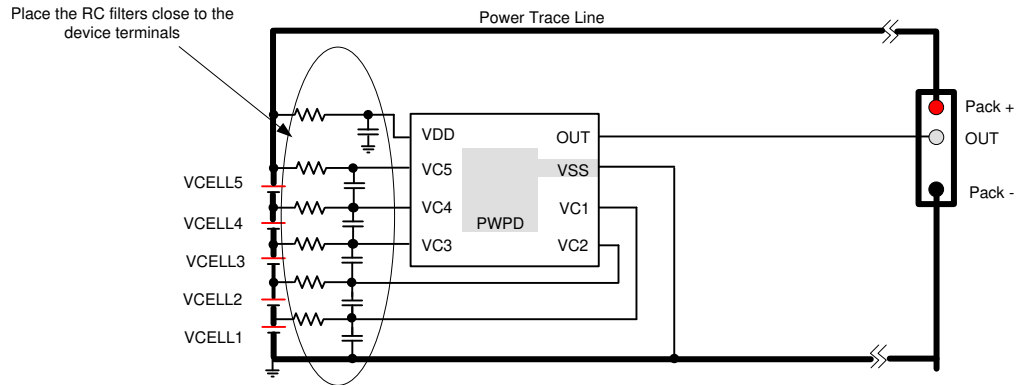 Place the RC filters close to the
device terminals
Power Trace Line
Pack +
OUT
Pack -
VDD
OUT
VC5
VSS
VC4
VC1
VC3
VC2
PWPD
VCELL5
VCELL4
VCELL3
VCELL2
VCELL1